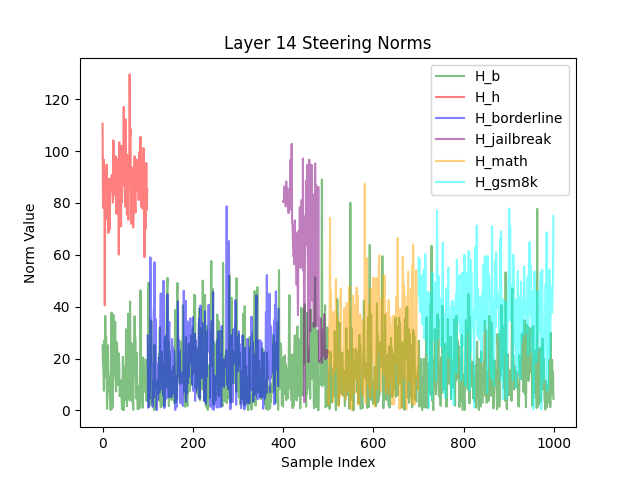 Layer 14 Steering Norms
H_b
H_h
H_borderline
H_jailbreak
H_math
H_gsm8k
Norm Value
120
100
80
60
40
20
0
0 200 400 600 800 1000
Sample Index